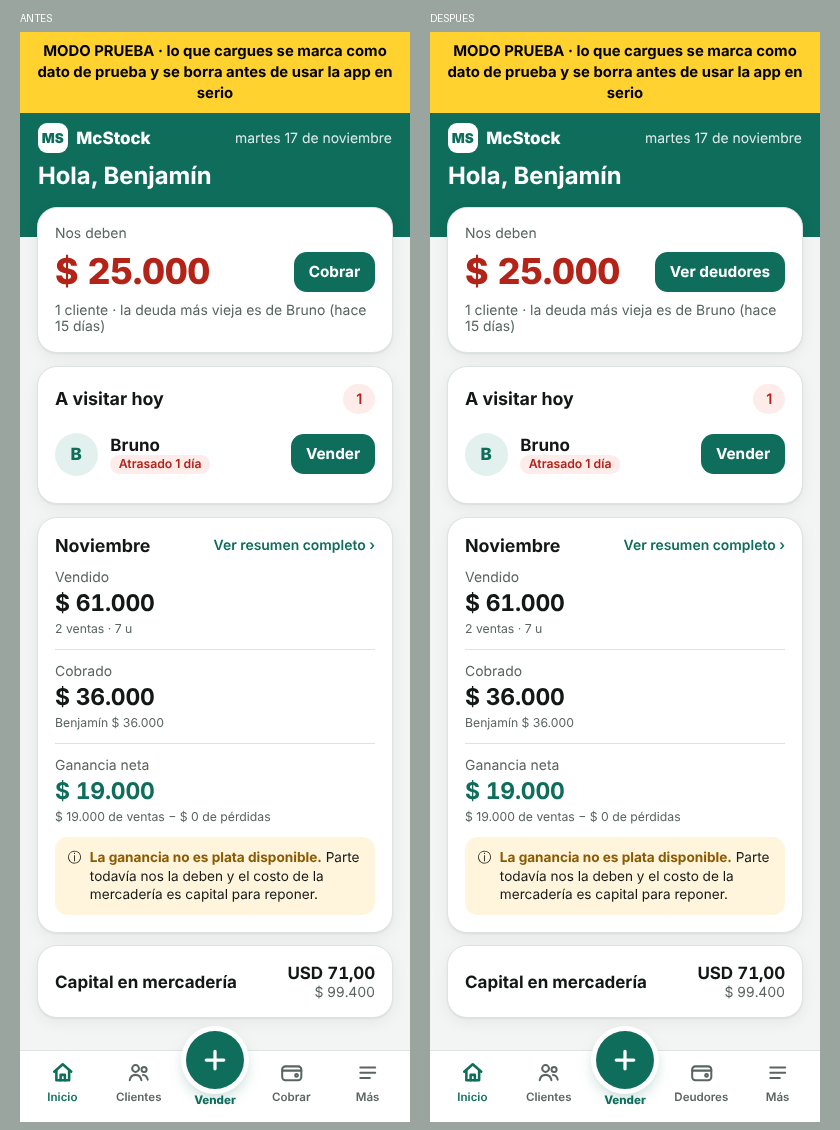 ANTES
MODO PRUEBA · lo que cargues se marca como
dato de prueba y se borra antes de usar la app en
serio
MS McStock martes 17 de noviembre
Hola, Benjamín
Nos deben
$ 25.000 Cobrar
1 cliente · la deuda más vieja es de Bruno (hace
15 días)
A visitar hoy 1
B Bruno Vender
Atrasado 1 día
Noviembre Ver resumen completo ›
Vendido
$ 61.000
2 ventas · 7 u
Cobrado
$ 36.000
Benjamín $ 36.000
Ganancia neta
$ 19.000
$ 19.000 de ventas − $ 0 de pérdidas
ⓘ La ganancia no es plata disponible. Parte
todavía nos la deben y el costo de la
mercadería es capital para reponer.
Capital en mercadería USD 71,00
$ 99.400
Inicio Clientes Vender Cobrar Más
DESPUES
MODO PRUEBA · lo que cargues se marca como
dato de prueba y se borra antes de usar la app en
serio
MS McStock martes 17 de noviembre
Hola, Benjamín
Nos deben
$ 25.000 Ver deudores
1 cliente · la deuda más vieja es de Bruno (hace
15 días)
A visitar hoy 1
B Bruno Vender
Atrasado 1 día
Noviembre Ver resumen completo ›
Vendido
$ 61.000
2 ventas · 7 u
Cobrado
$ 36.000
Benjamín $ 36.000
Ganancia neta
$ 19.000
$ 19.000 de ventas − $ 0 de pérdidas
ⓘ La ganancia no es plata disponible. Parte
todavía nos la deben y el costo de la
mercadería es capital para reponer.
Capital en mercadería USD 71,00
$ 99.400
Inicio Clientes Vender Deudores Más